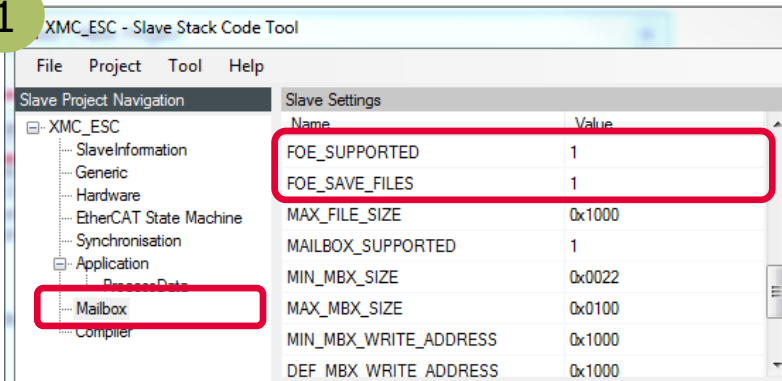 1
XMC_ESC - Slave Stack Code Tool
File Project Tool Help
Slave Project Navigation
XMC_ESC
SlaveInformation
Generic
Hardware
EtherCAT State Machine
Synchronisation
Application
ProcessData
Mailbox
Compiler
Slave Settings
Name Value
FOE_SUPPORTED 1
FOE_SAVE_FILES 1
MAX_FILE_SIZE 0x1000
MAILBOX_SUPPORTED 1
MIN_MBX_SIZE 0x0022
MAX_MBX_SIZE 0x0100
MIN_MBX_WRITE_ADDRESS 0x1000
DEF_MBX_WRITE_ADDRESS 0x1000